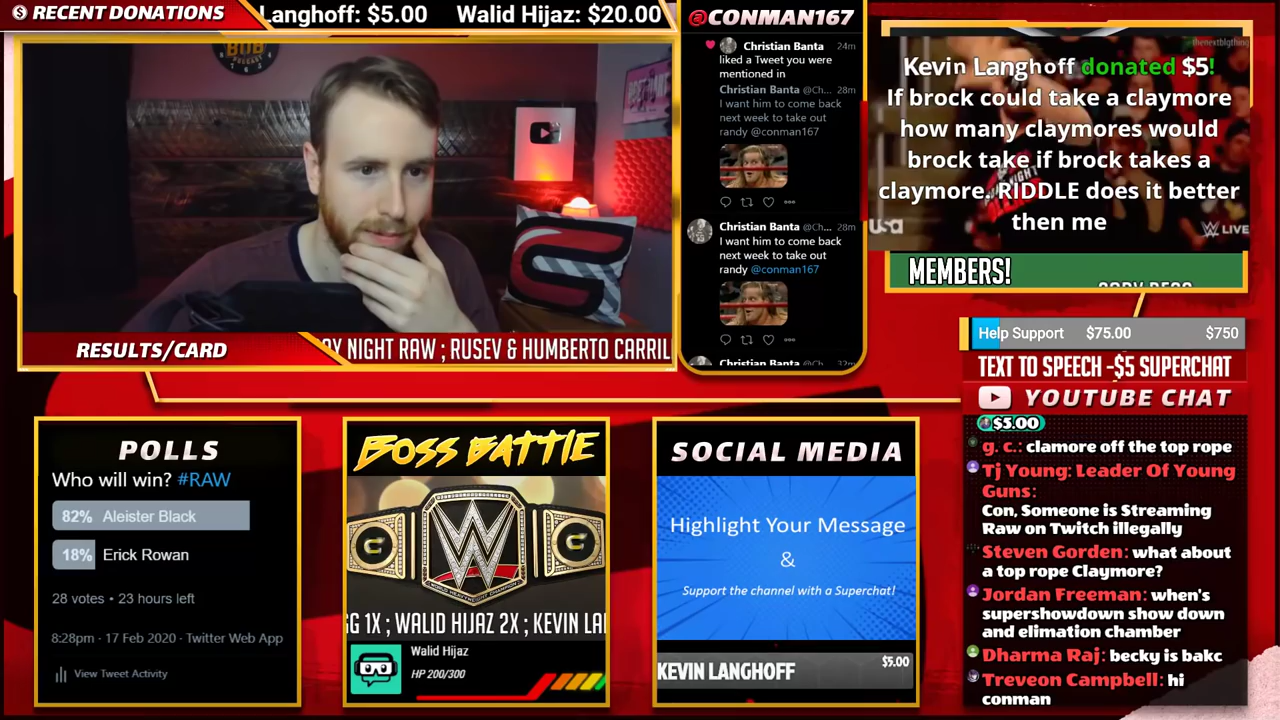 RECENT DONATIONS
Langhoff: $5.00 Walid Hijaz: $20.00
@CONMAN167
Christian Banta 24m
liked a Tweet you were
mentioned in
Christian Banta @Ch... 28m
I want him to come back
next week to take out
randy @conman167
Christian Banta @Ch... 28m
I want him to come back
next week to take out
randy @conman167
Christian Banta
thenextbigthing
Kevin Langhoff donated $5!
If brock could take a claymore
how many claymores would
brock take if brock takes a
claymore. RIDDLE does it better
then me
usa
LIVE
MEMBERS!
RESULTS/CARD
AY NIGHT RAW ; RUSEV & HUMBERTO CARRIL
Help Support $75.00 $750
TEXT TO SPEECH -$5 SUPERCHAT
YOUTUBE CHAT
$5.00
g. c.: clamore off the top rope
Tj Young: Leader Of Young
Guns:
Con, Someone is Streaming
Raw on Twitch illegally
Steven Gorden: what about
a top rope Claymore?
Jordan Freeman: when's
supershowdown show down
and elimation chamber
Dharma Raj: becky is bakc
Treveon Campbell: hi
conman
POLLS
Who will win? #RAW
82% Aleister Black
18% Erick Rowan
28 votes • 23 hours left
8:28pm · 17 Feb 2020 · Twitter Web App
View Tweet Activity
BOSS BATTLE
G 1X ; WALID HIJAZ 2X ; KEVIN LA
Walid Hijaz
HP 200/300
SOCIAL MEDIA
Highlight Your Message
&
Support the channel with a Superchat!
KEVIN LANGHOFF $5.00